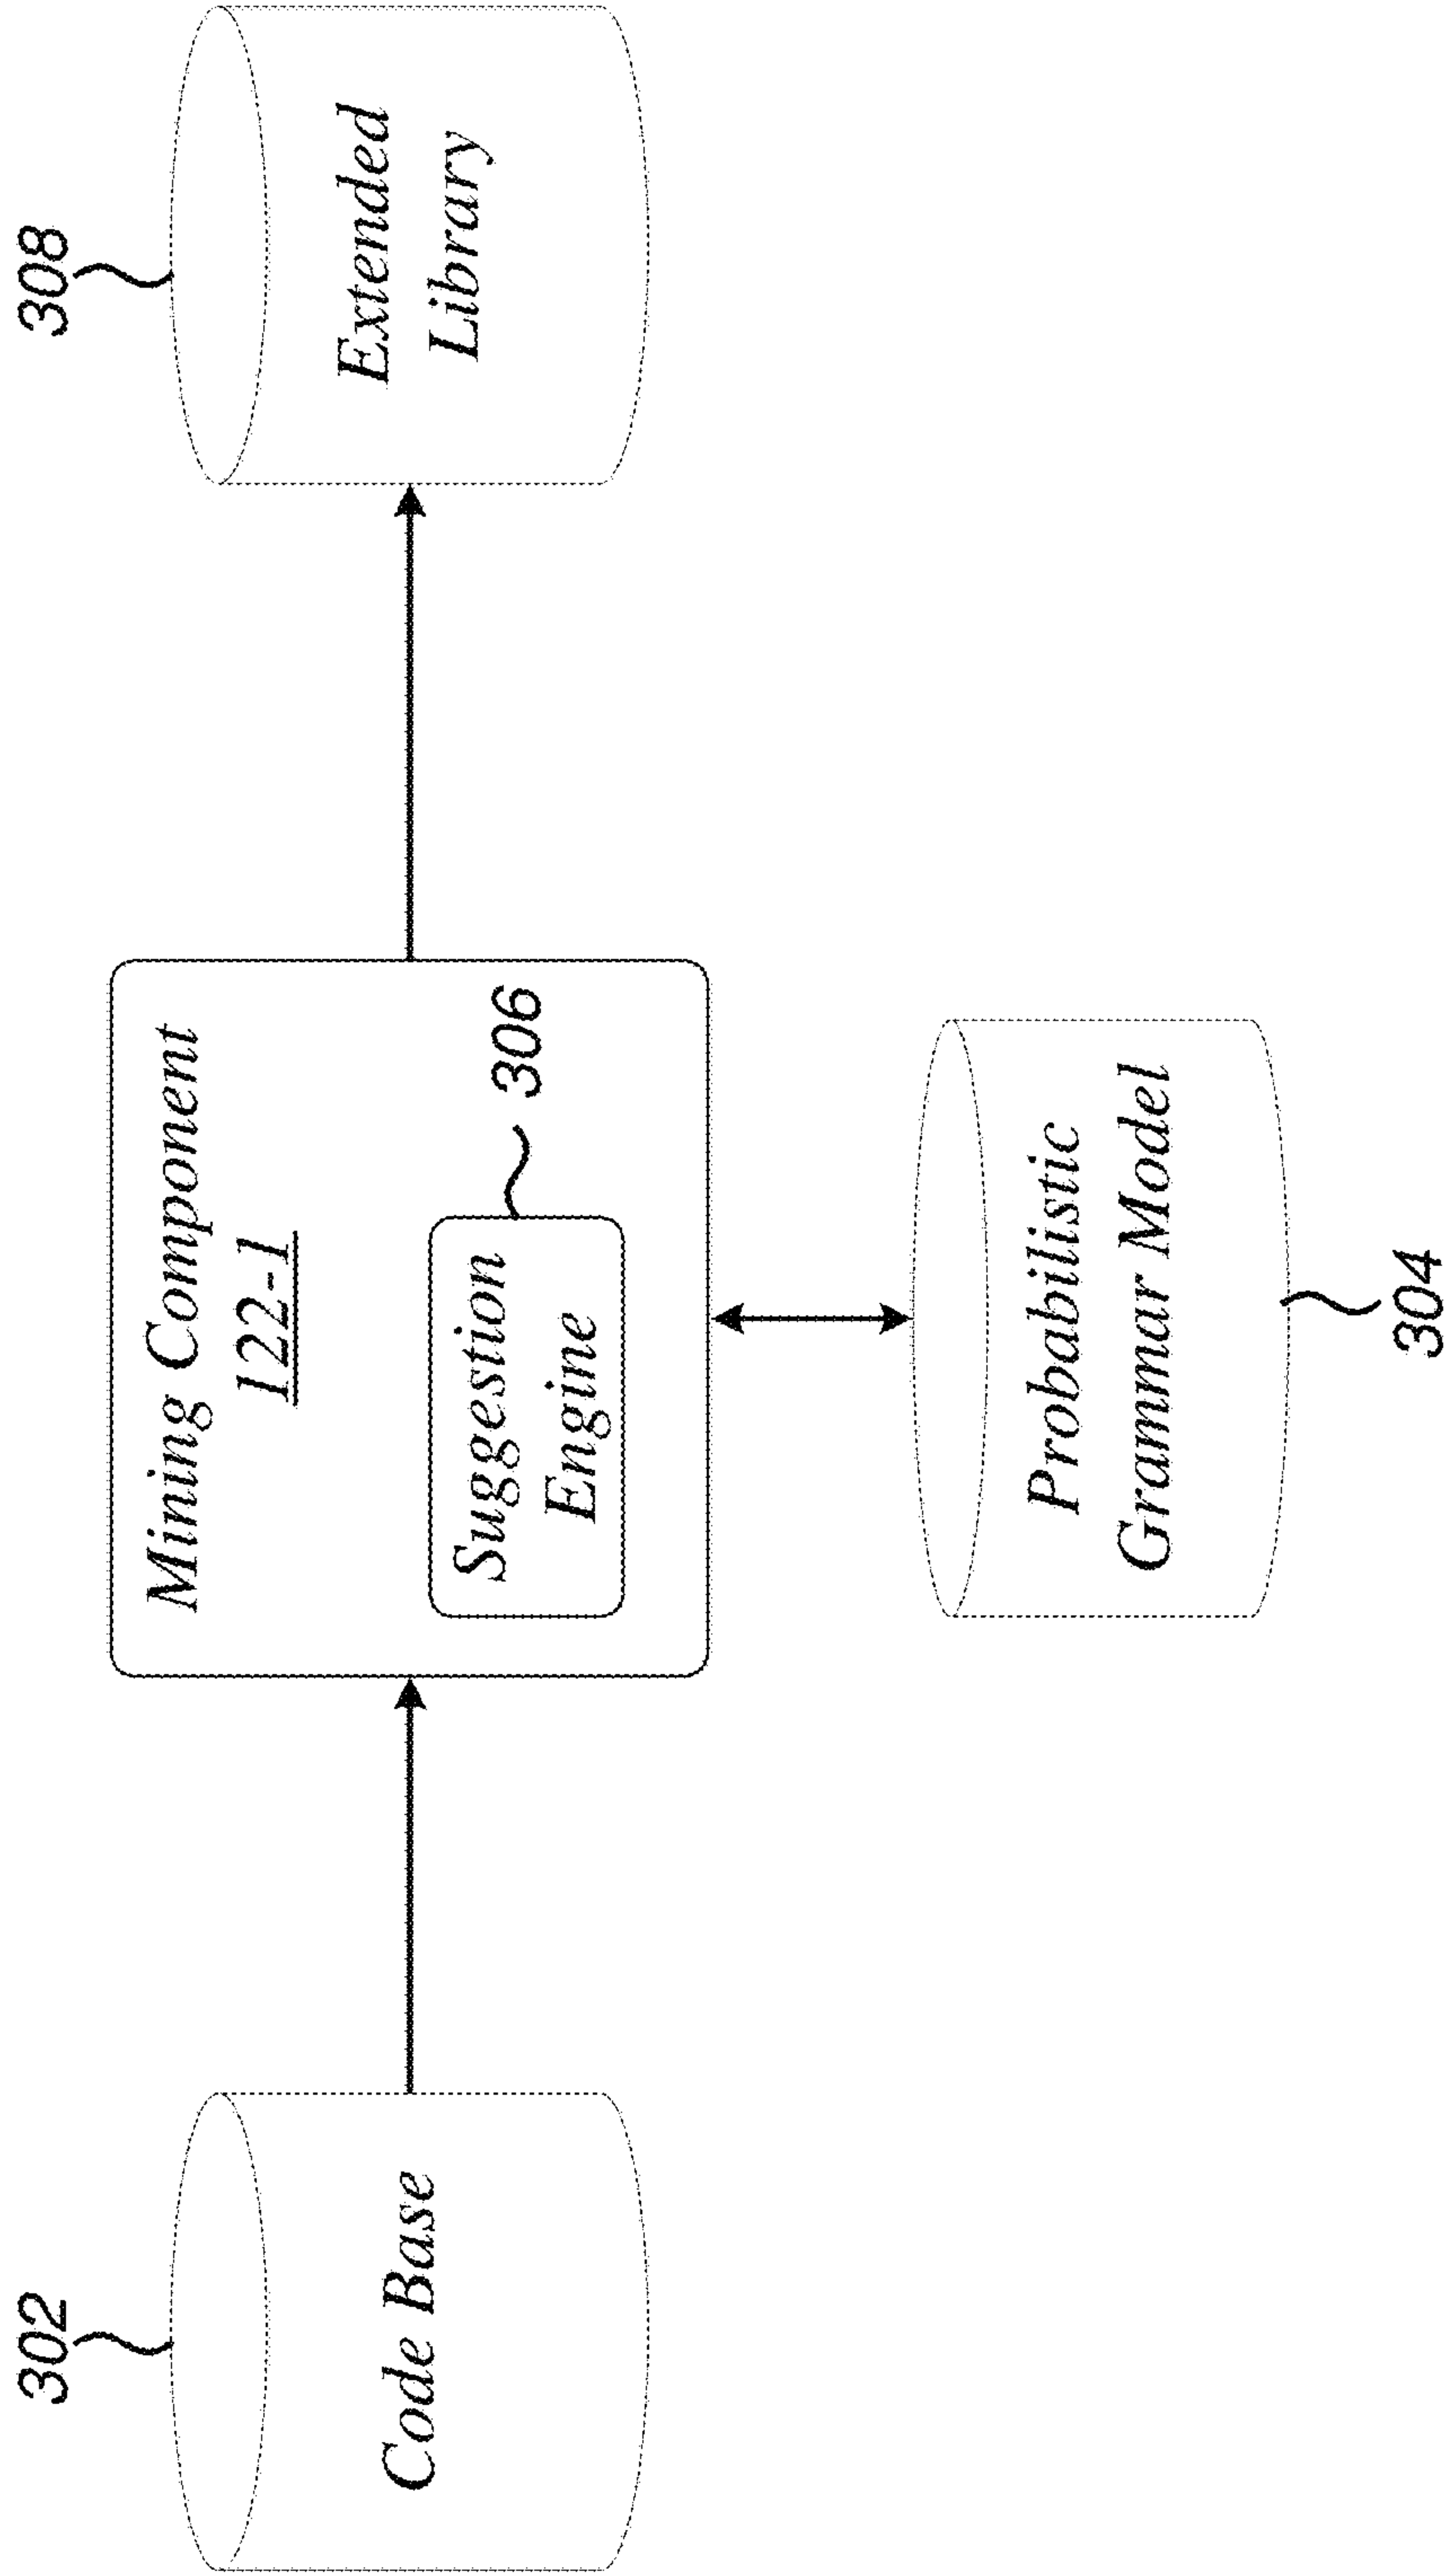 302
Code Base
Mining Component
122-1
Suggestion
Engine
306
308
Extended
Library
Probabilistic
Grammar Model
304